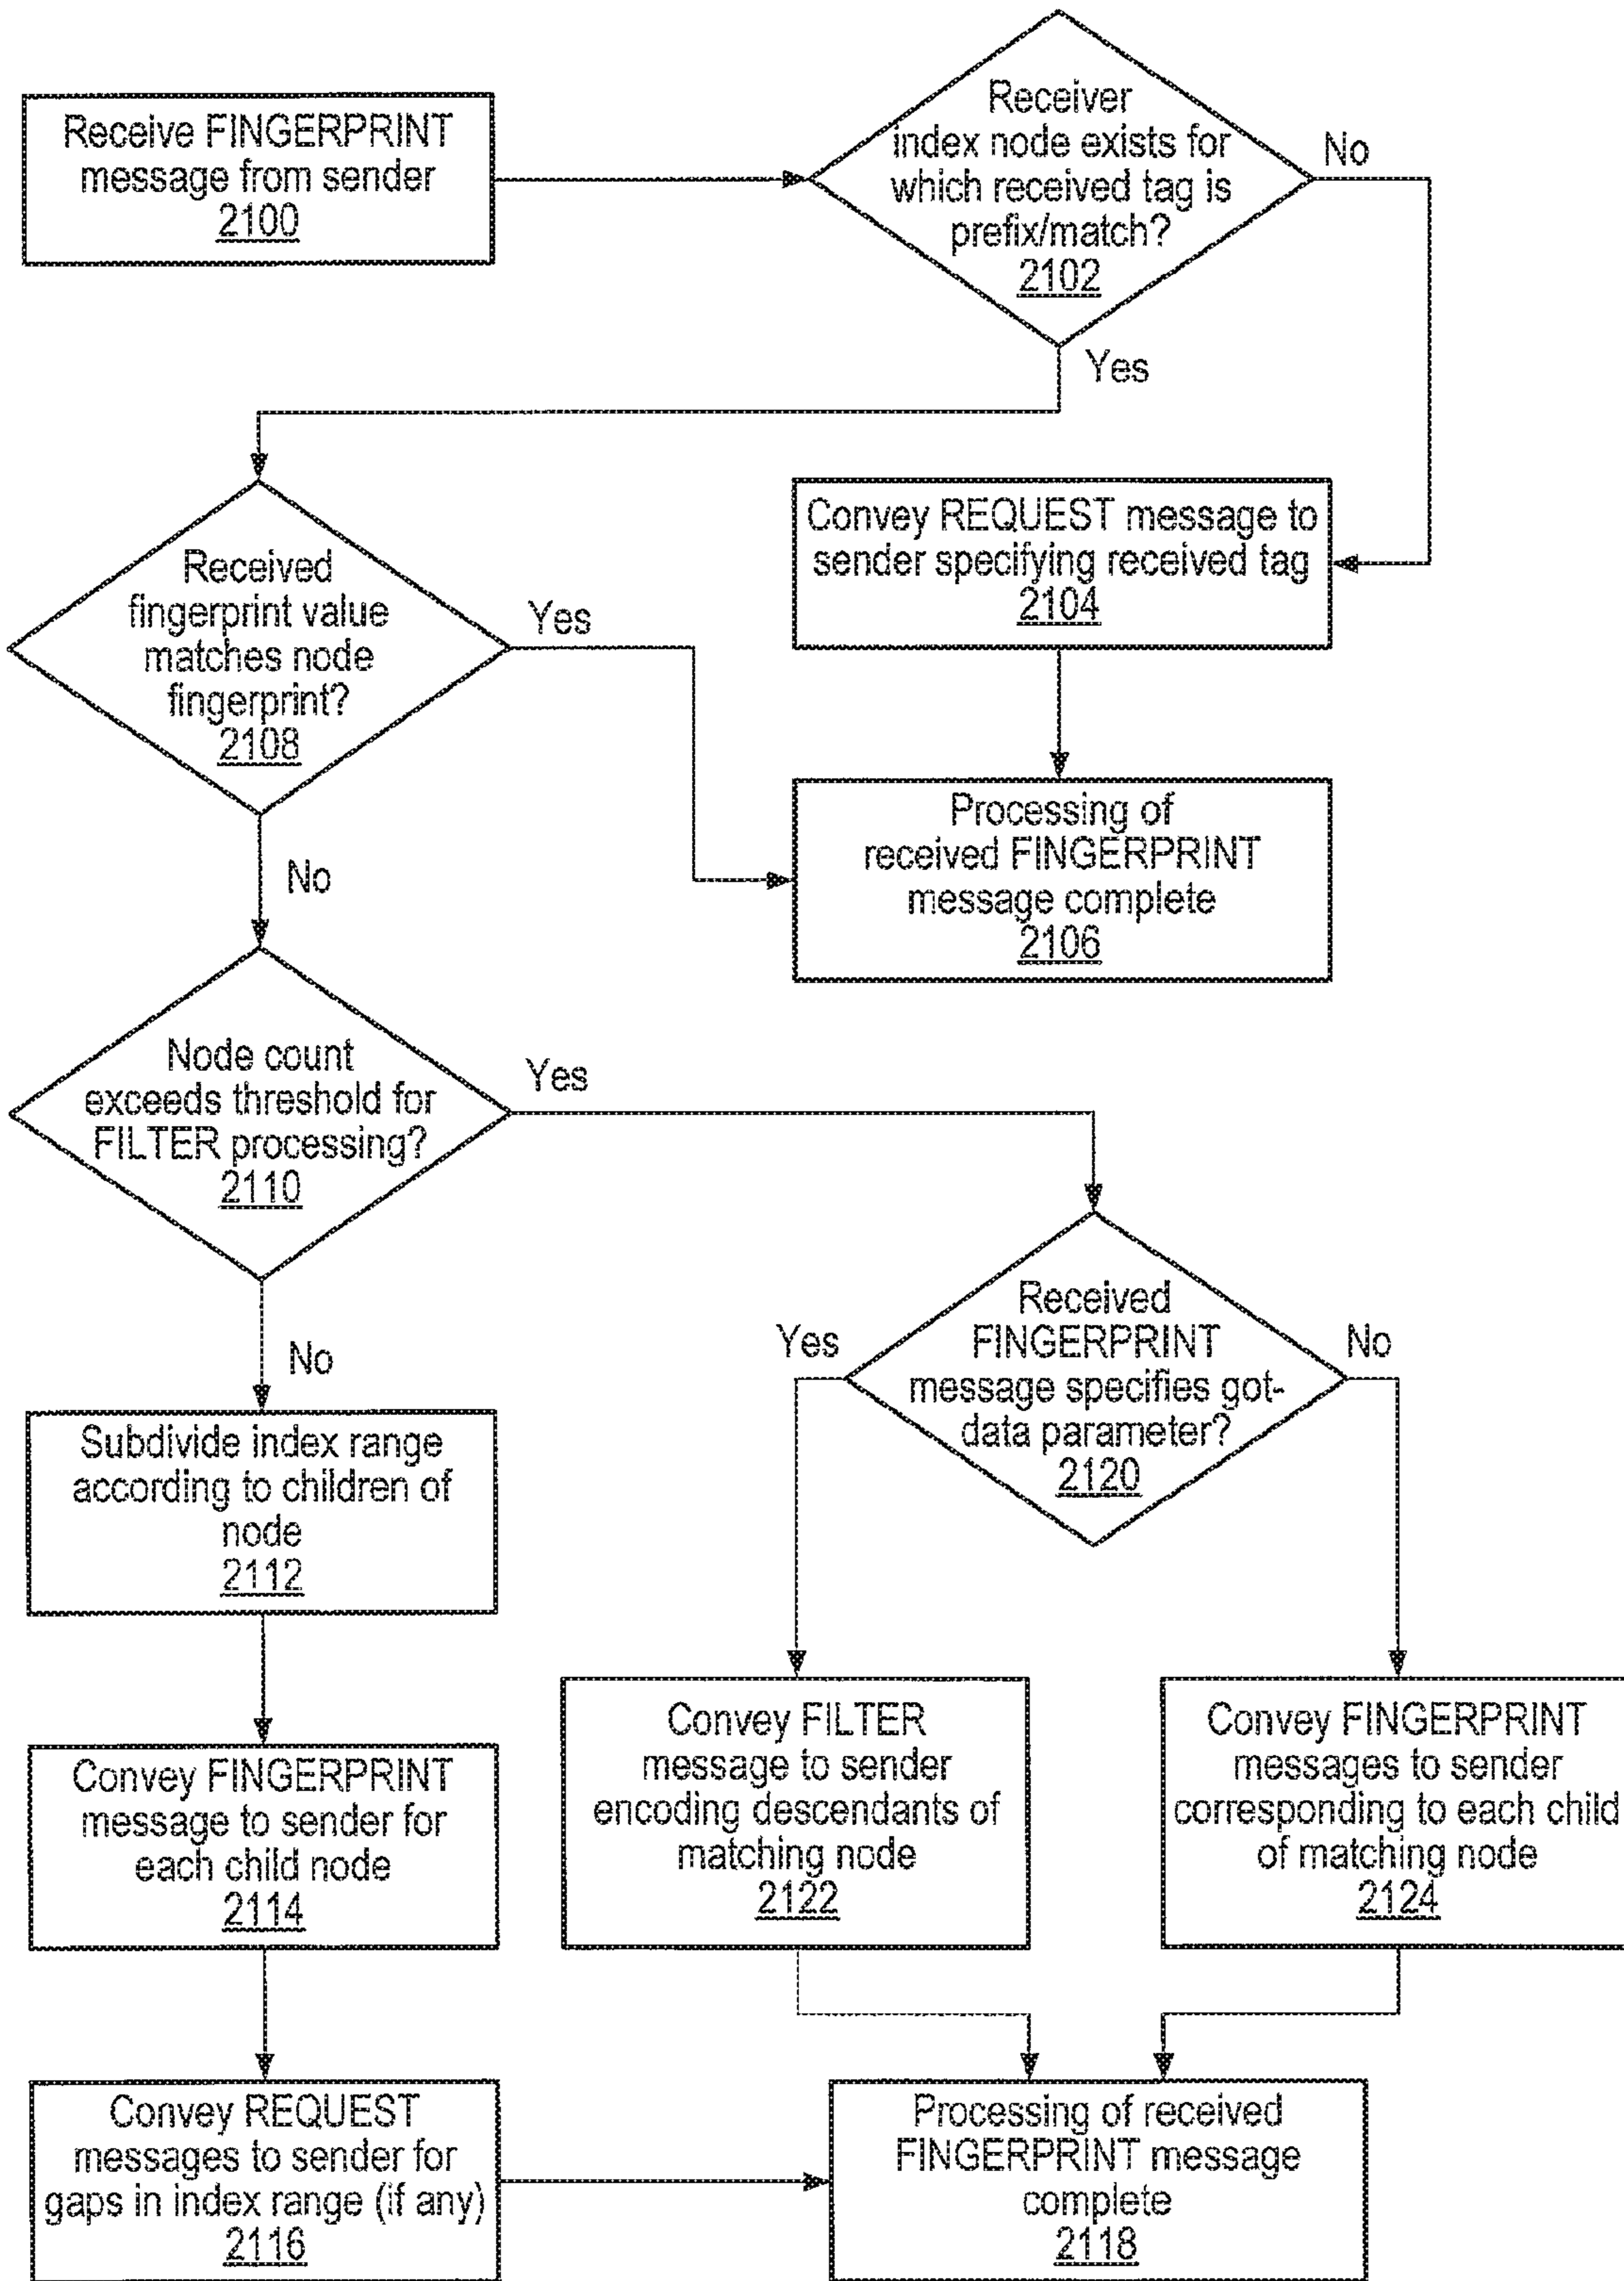 Receive FINGERPRINT
message from sender
2100
Receiver
index node exists for
which received tag is
prefix/match?
2102
No
Yes
Convey REQUEST message to
sender specifying received tag
2104
Received
fingerprint value
matches node
fingerprint?
2108
Yes
No
Processing of
received FINGERPRINT
message complete
2106
Node count
exceeds threshold for
FILTER processing?
2110
Yes
No
Received
FINGERPRINT
message specifies got-
data parameter?
2120
Yes
No
Subdivide index range
according to children of
node
2112
Convey FINGERPRINT
message to sender for
each child node
2114
Convey FILTER
message to sender
encoding descendants of
matching node
2122
Convey FINGERPRINT
messages to sender
corresponding to each child
of matching node
2124
Convey REQUEST
messages to sender for
gaps in index range (if any)
2116
Processing of received
FINGERPRINT message
complete
2118